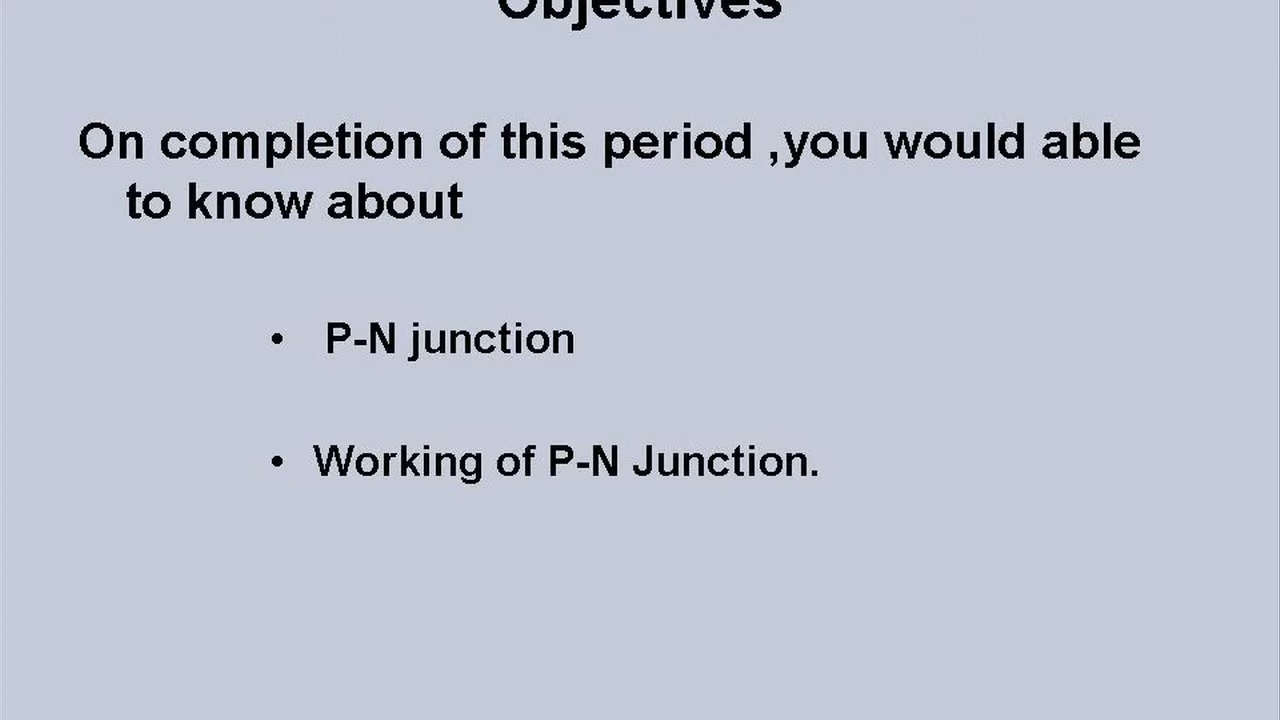 Objectives
On completion of this period ,you would able
to know about
• P-N junction
• Working of P-N Junction.